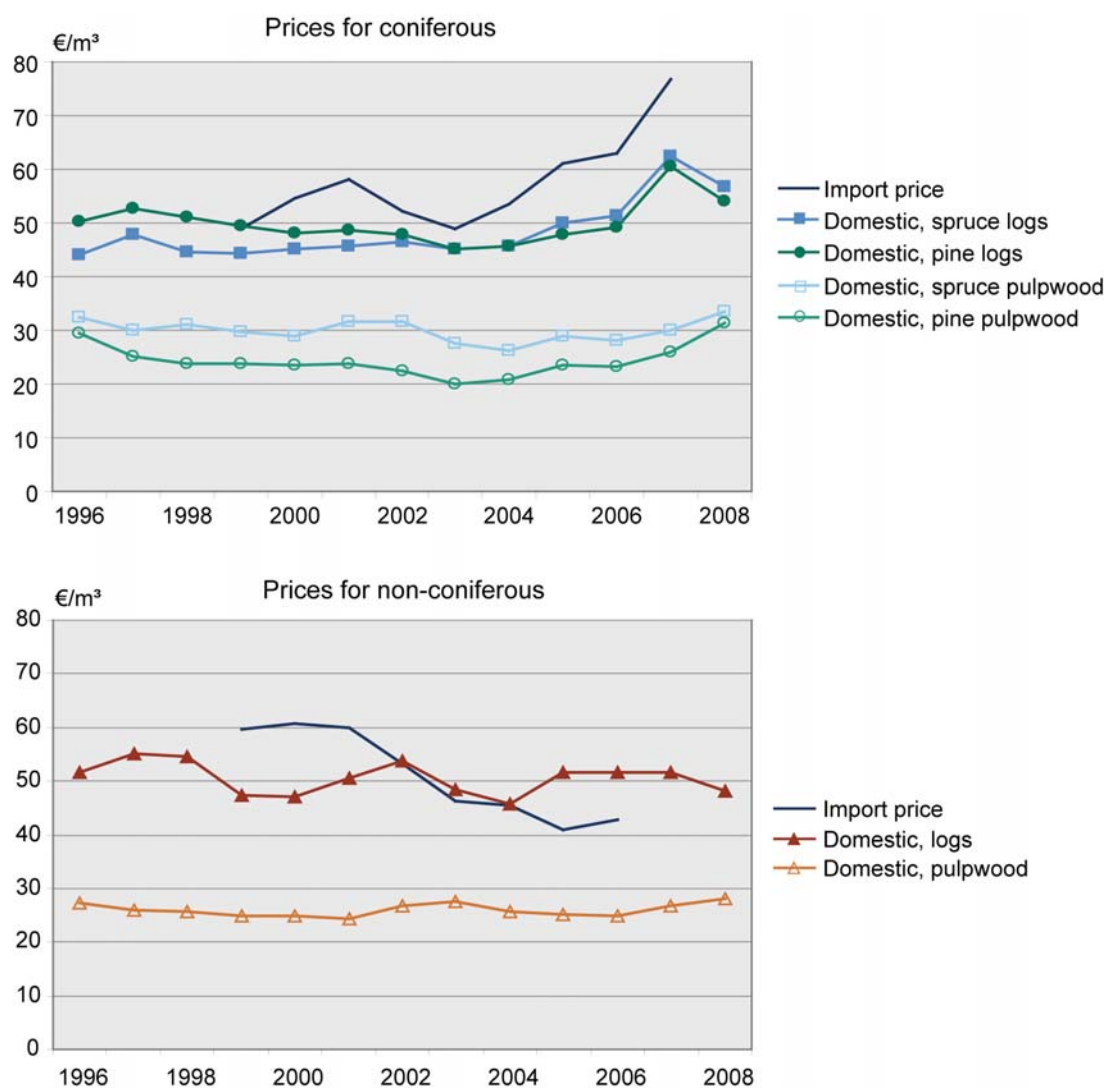 Prices for coniferous
€/m³
80
70
60
50
40
30
20
10
0
1996 1998 2000 2002 2004 2006 2008
Import price
Domestic, spruce logs
Domestic, pine logs
Domestic, spruce pulpwood
Domestic, pine pulpwood
Prices for non-coniferous
€/m³
80
70
60
50
40
30
20
10
0
1996 1998 2000 2002 2004 2006 2008
Import price
Domestic, logs
Domestic, pulpwood